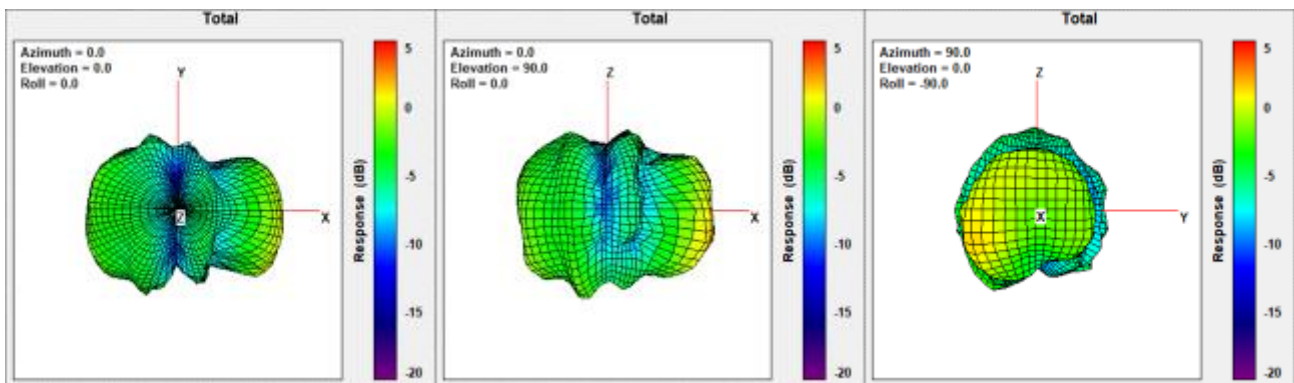 Total
Azimuth = 0.0
Elevation = 0.0
Roll = 0.0
Y
X
Z
5
0
-5
-10
-15
-20
Response (dB)
Total
Azimuth = 0.0
Elevation = 90.0
Roll = 0.0
Z
X
5
0
-5
-10
-15
-20
Response (dB)
Total
Azimuth = 90.0
Elevation = 0.0
Roll = -90.0
Z
X
Y
5
0
-5
-10
-15
-20
Response (dB)